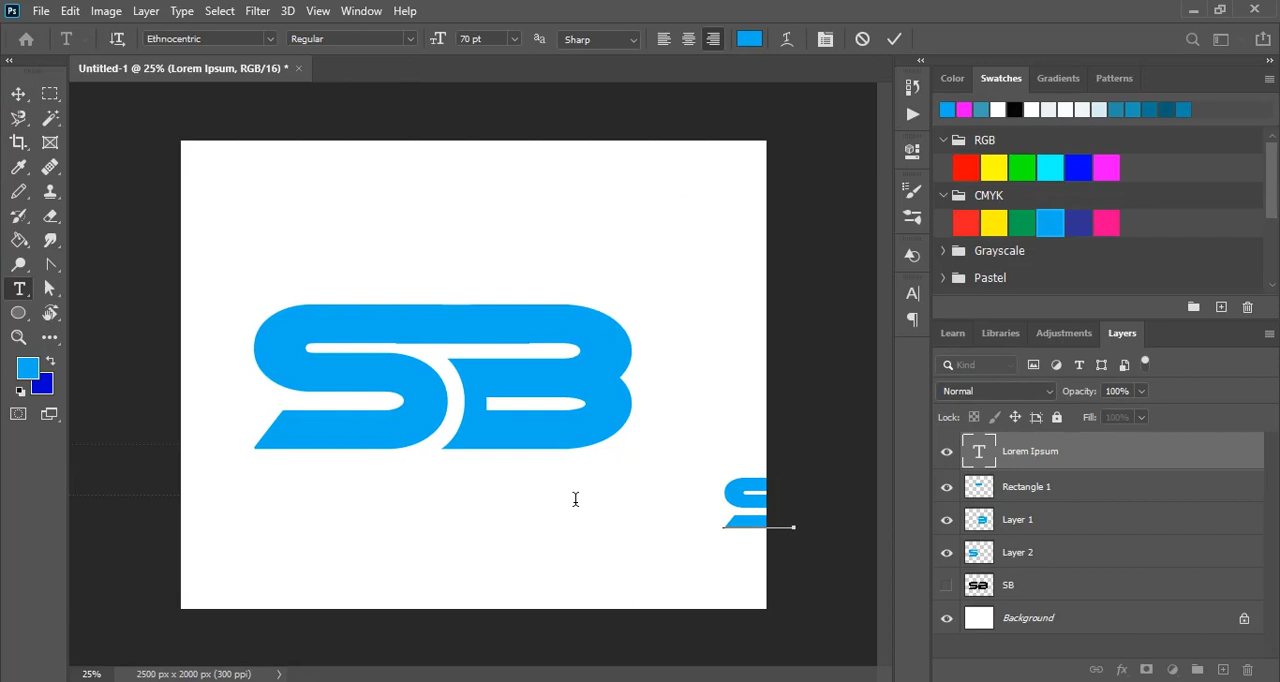 Ps File Edit Image Layer Type Select Filter 3D View Window Help
Ethnocentric Regular 70 pt Sharp
Untitled-1 @ 25% (Lorem Ipsum, RGB/16) *
Color Swatches Gradients Patterns
RGB
CMYK
Grayscale
Pastel
SB
S
Learn Libraries Adjustments Layers
Kind
Normal Opacity: 100%
Lock: Fill: 100%
Lorem Ipsum
Rectangle 1
Layer 1
Layer 2
SB
Background
25% 2500 px x 2000 px (300 ppi)